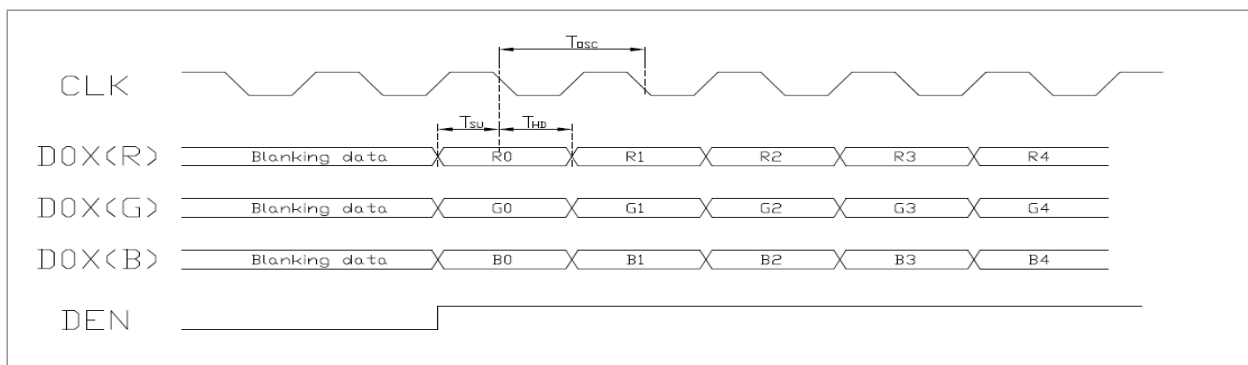 Tosc
CLK
TSU THD
DOX(R) Blanking data R0 R1 R2 R3 R4
DOX(G) Blanking data G0 G1 G2 G3 G4
DOX(B) Blanking data B0 B1 B2 B3 B4
DEN